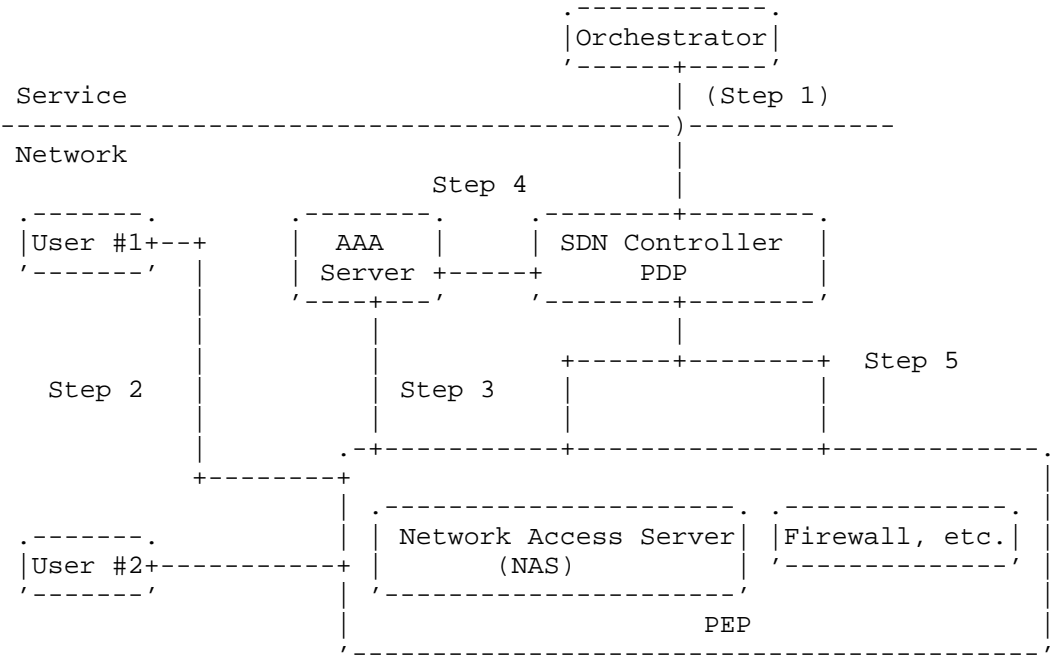 Orchestrator
Service (Step 1)
Network
Step 4
User #1 AAA SDN Controller
Server PDP
Step 5
Step 2 Step 3
Network Access Server Firewall, etc.
User #2 (NAS)
PEP